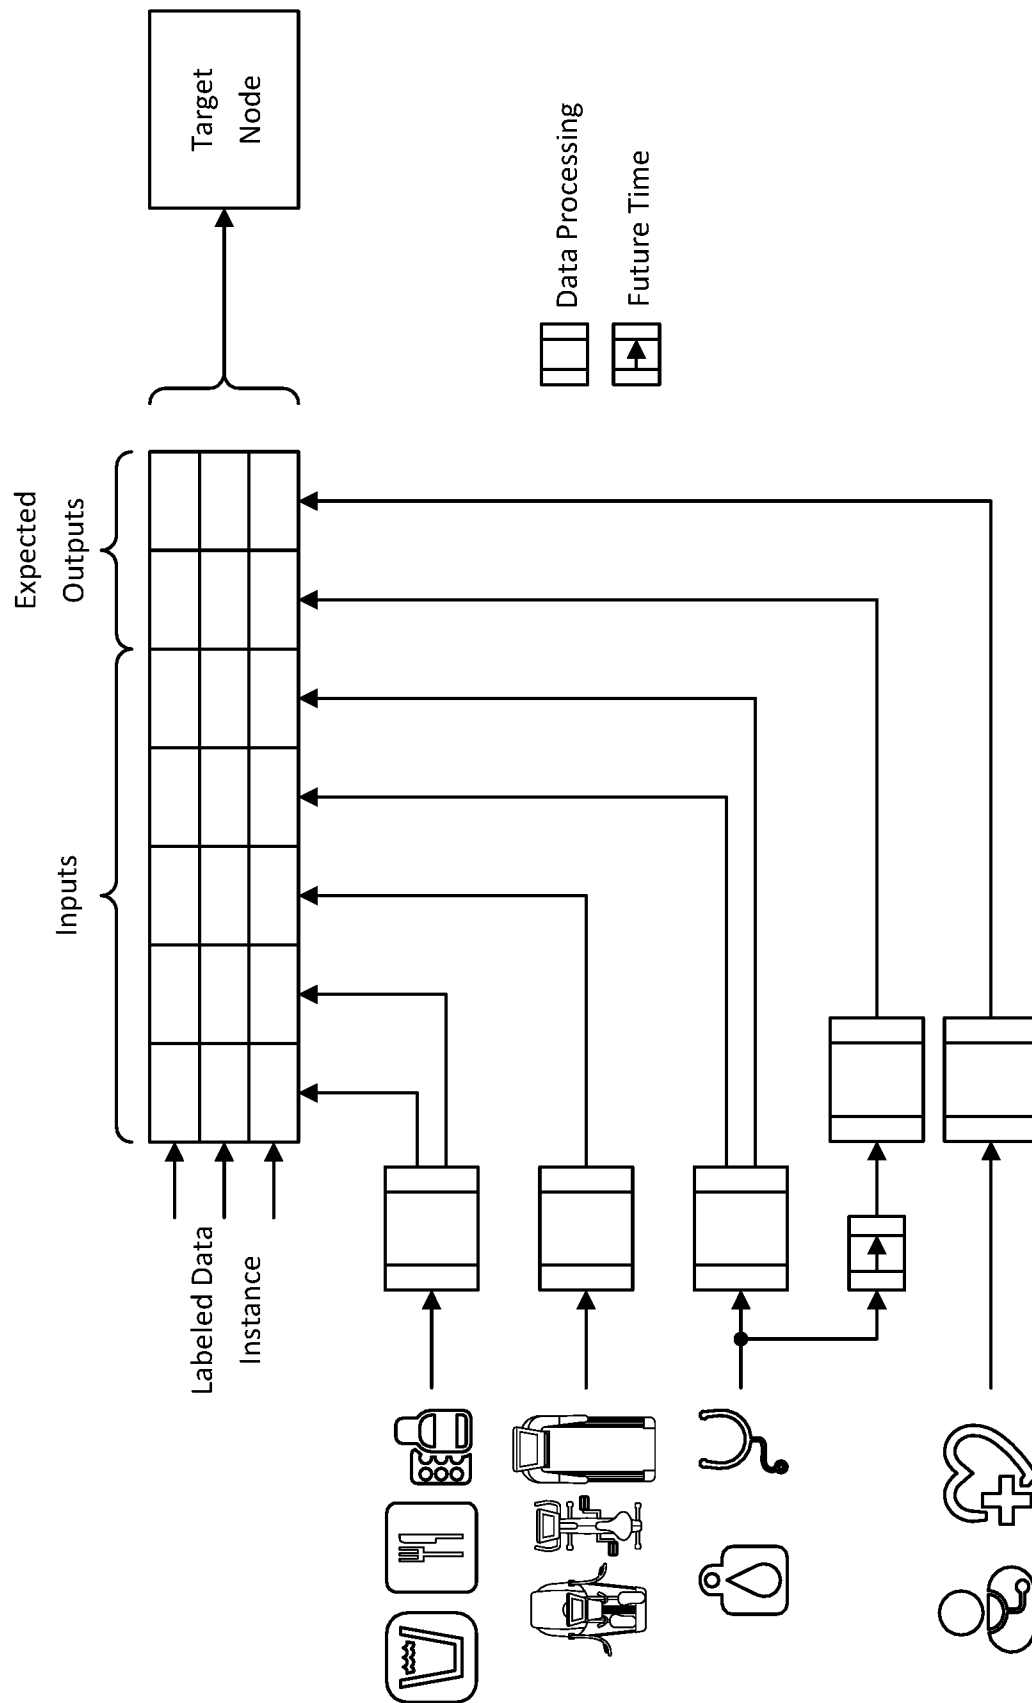 Expected
Outputs
Inputs
Labeled Data
Instance
Target
Node
Data Processing
Future Time